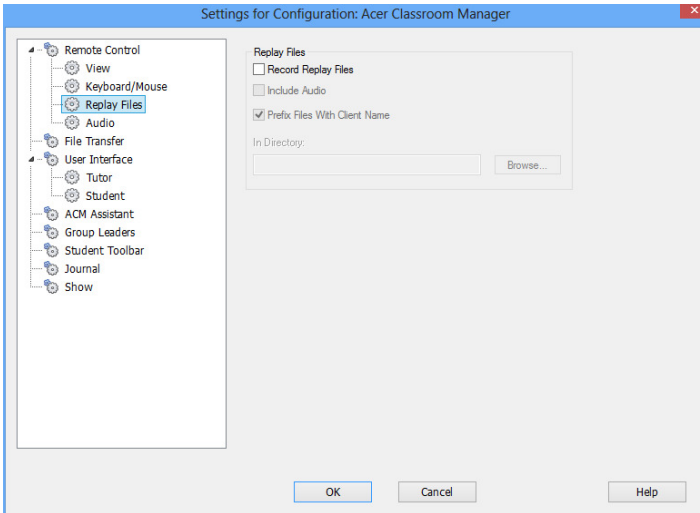 Settings for Configuration: Acer Classroom Manager
Remote Control
View
Keyboard/Mouse
Replay Files
Audio
File Transfer
User Interface
Tutor
Student
ACM Assistant
Group Leaders
Student Toolbar
Journal
Show
Replay Files
Record Replay Files
Include Audio
Prefix Files With Client Name
In Directory:
Browse...
OK
Cancel
Help